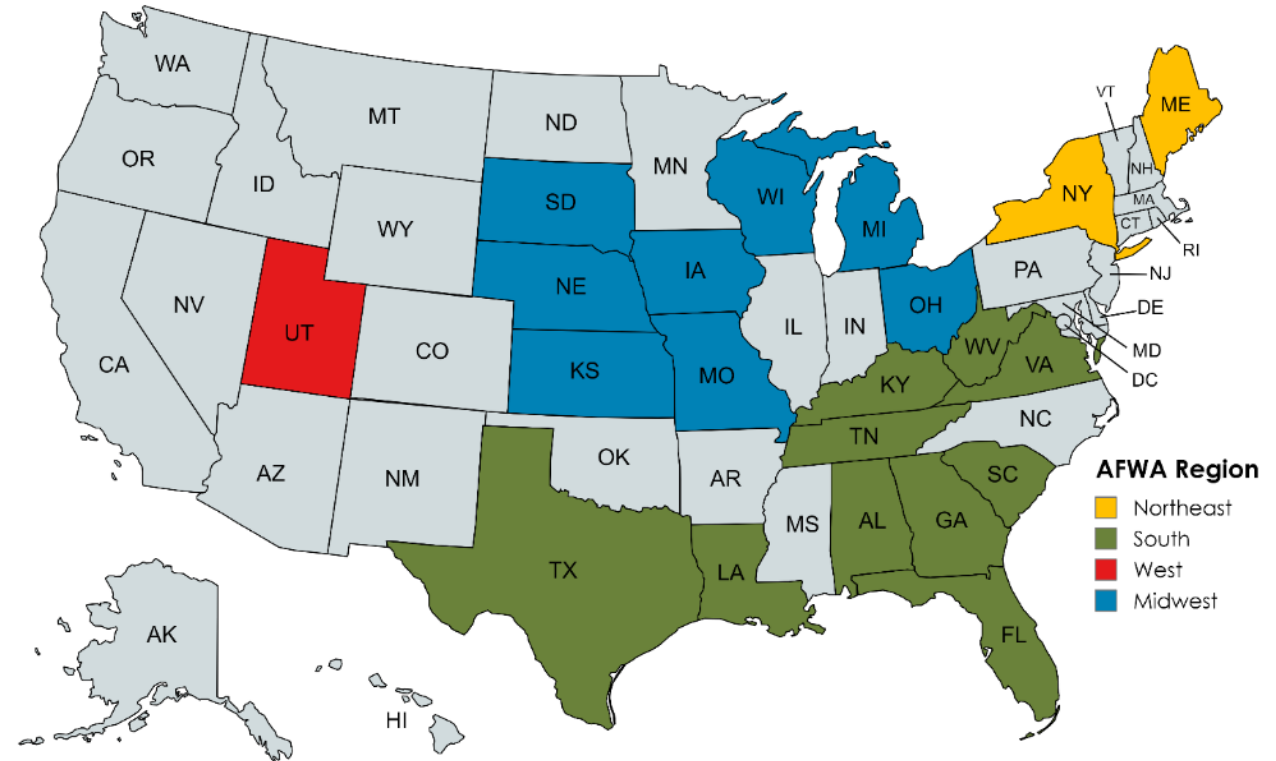 WA
MT
ND
MN
OR
ID
WY
SD
WI
MI
VT
ME
NH
NY
MA
CT
RI
NV
UT
CO
NE
IA
IL
IN
OH
PA
NJ
DE
MD
DC
CA
KS
MO
KY
WV
VA
AZ
NM
OK
AR
TN
NC
SC
TX
LA
MS
AL
GA
FL
AK
HI
AFWA Region
Northeast
South
West
Midwest